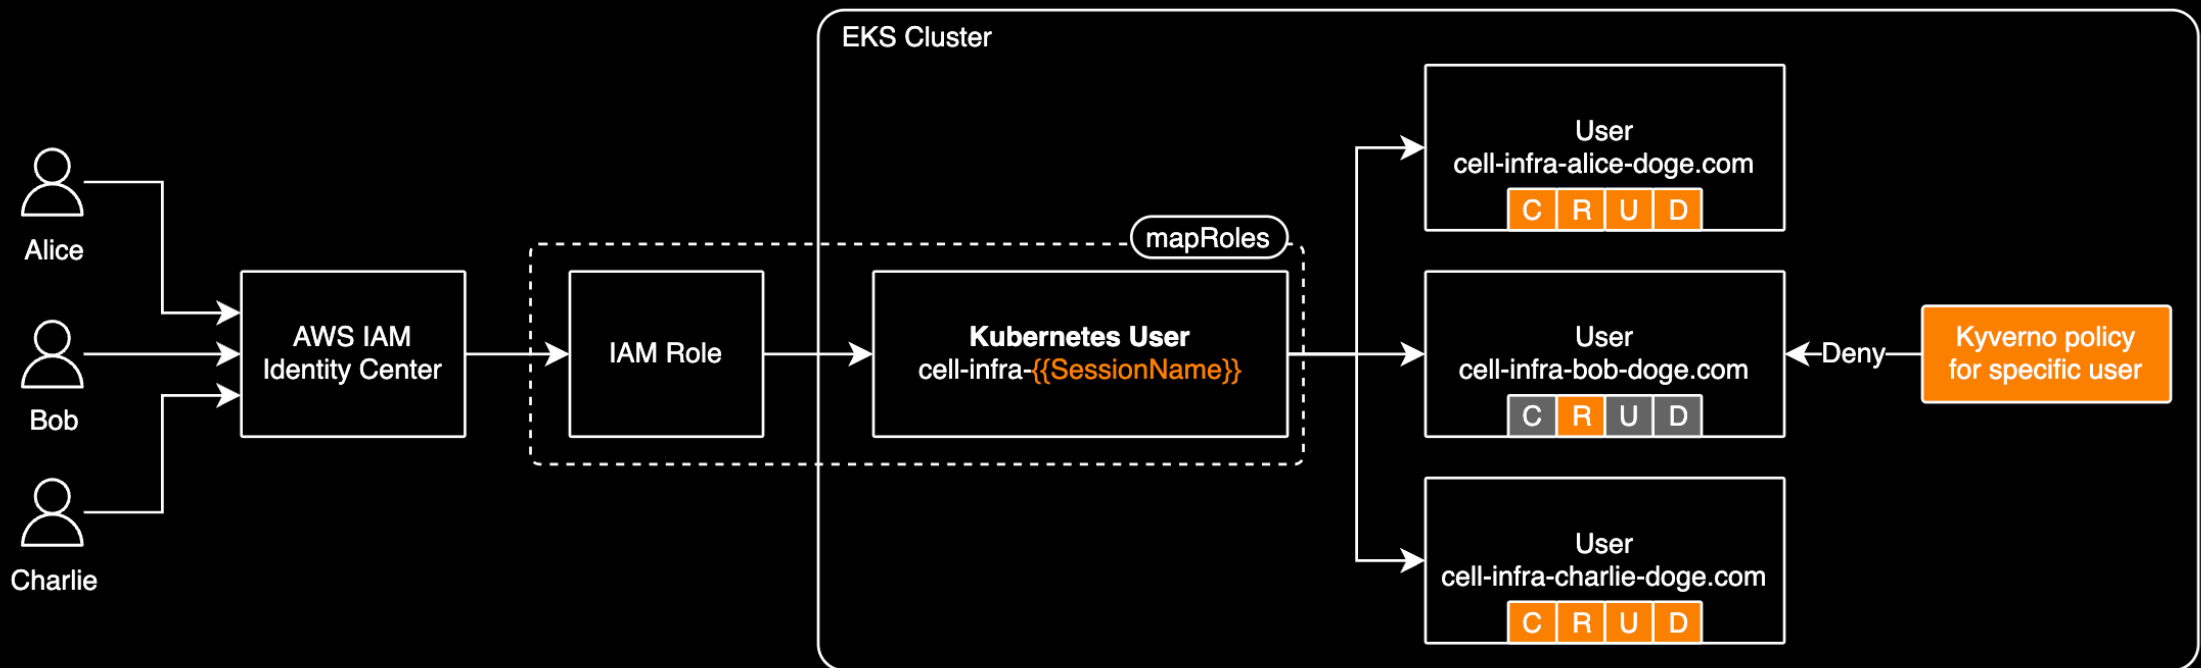 EKS Cluster
Alice
Bob
Charlie
AWS IAM
Identity Center
IAM Role
mapRoles
Kubernetes User
cell-infra-{{SessionName}}
User
cell-infra-alice-doge.com
C R U D
User
cell-infra-bob-doge.com
C R U D
User
cell-infra-charlie-doge.com
C R U D
Deny
Kyverno policy
for specific user